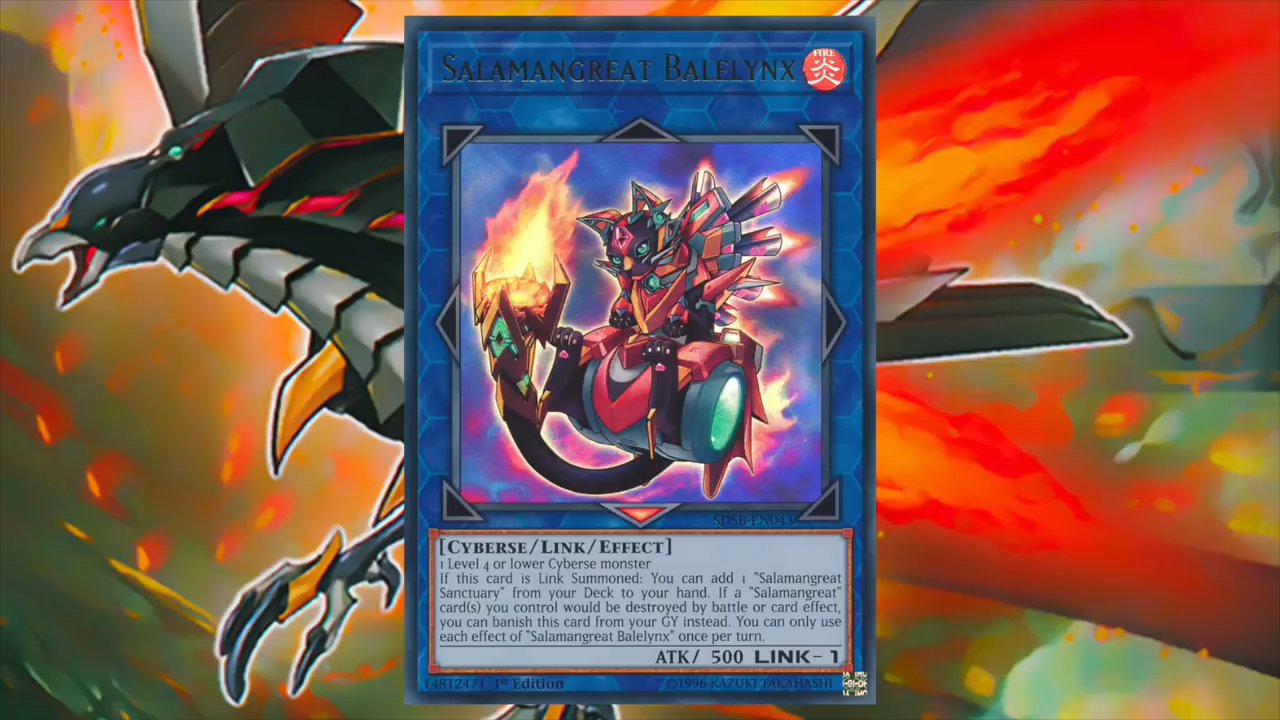 SALAMANGREAT BALELYNX
FIRE
炎
SDSB-EN043
[CYBERSE/LINK/EFFECT]
1 Level 4 or lower Cyberse monster
If this card is Link Summoned: You can add 1 "Salamangreat
Sanctuary" from your Deck to your hand. If a "Salamangreat"
card(s) you control would be destroyed by battle or card effect,
you can banish this card from your GY instead. You can only use
each effect of "Salamangreat Balelynx" once per turn.
ATK/ 500 LINK-1
14812471 1st Edition ©1996 KAZUKI TAKAHASHI